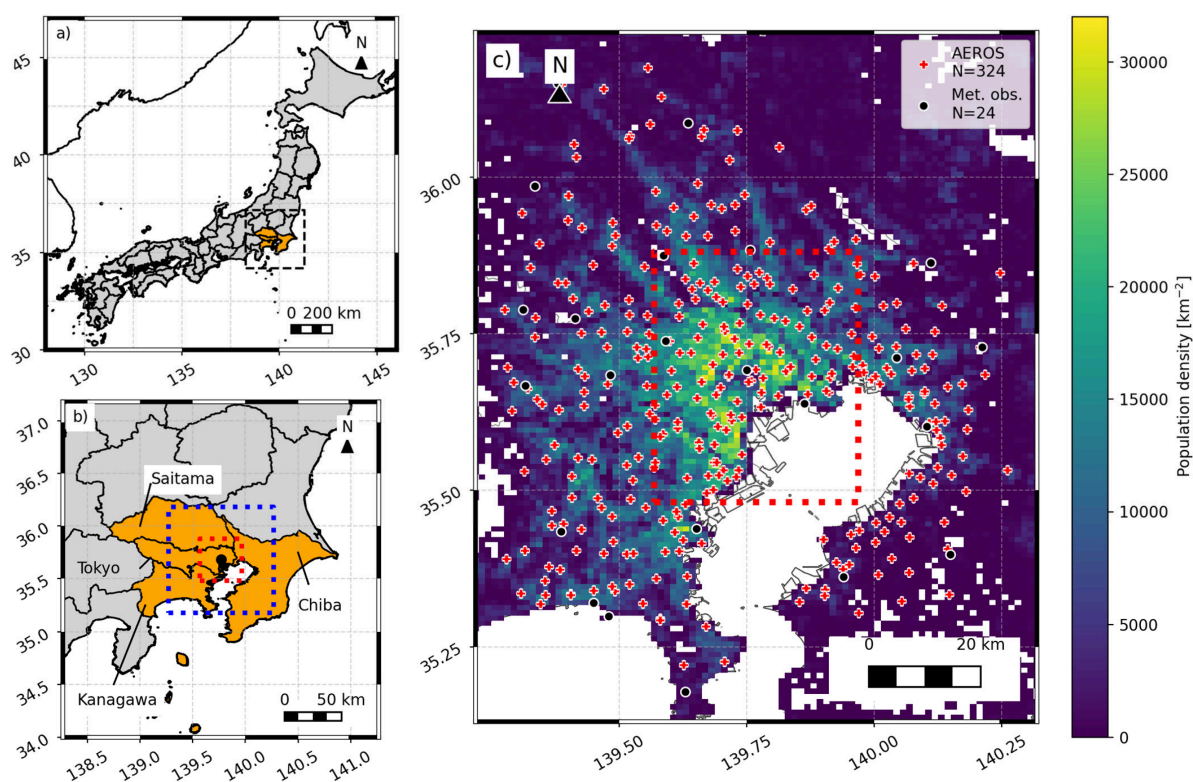 a)
N
45
40
35
30
0 200 km
130
135
140
145
b)
N
37.0
36.5
36.0
35.5
35.0
34.5
34.0
Saitama
Tokyo
Chiba
Kanagawa
0 50 km
138.5
139.0
139.5
140.0
140.5
141.0
c)
N
AEROS
N=324
Met. obs.
N=24
36.00
35.75
35.50
35.25
0 20 km
139.50
139.75
140.00
140.25
30000
25000
20000
15000
10000
5000
0
Population density [km⁻²]